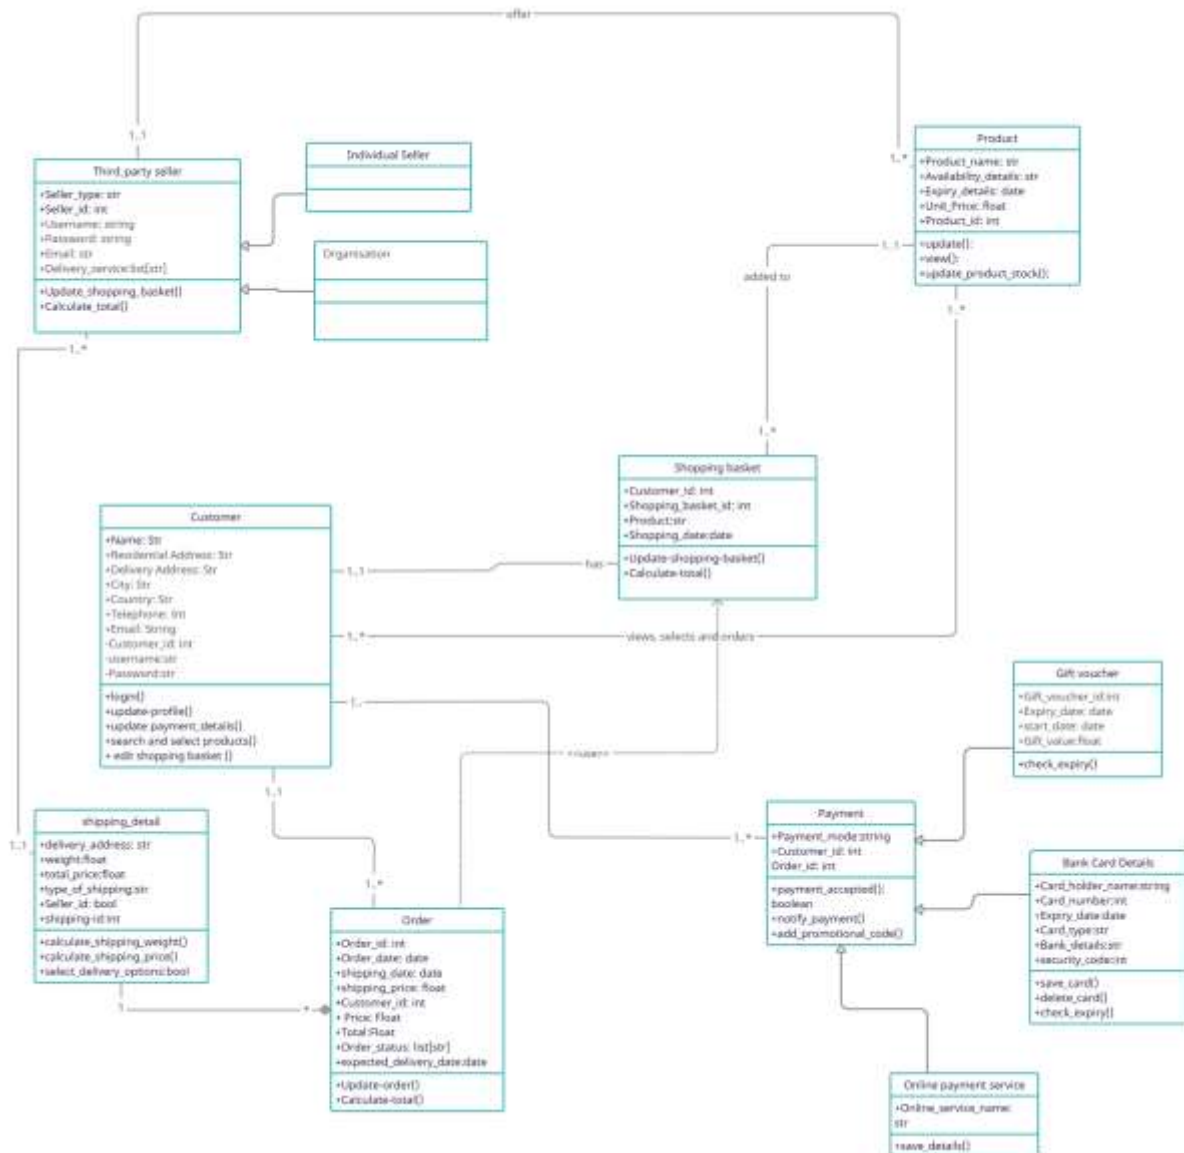 offer
1..1
1..*
Third_party seller
+Seller_type: str
+Seller_id: int
+Username: string
+Password: string
+Email: str
+Delivery_service:list[str]
+Update_shopping_basket()
+Calculate_total()
1..*
Individual Seller
Organisation
Product
+Product_name: str
+Availability_details: str
+Expiry_details: date
+Unit_Price: float
+Product_id: int
+update():
+view():
+update_product_stock():
1..1
1..*
added to
1..*
Shopping basket
+Customer_Id: int
+Shopping_basket_id: int
+Product:str
+Shopping_date:date
+Update-shopping-basket()
+Calculate-total()
Customer
+Name: Str
+Residential Address: Str
+Delivery Address: Str
+City: Str
+Country: Str
+Telephone: Int
+Email: String
-Customer_id: int
-username:str
-Password:str
+login()
+update-profile()
+update payment_details()
+search and select products()
+ edit shopping basket ()
1..1
has
1..*
views, selects and orders
1..
1..1
1..*
shipping_detail
+delivery_address: str
+weight:float
+total_price:float
+type_of_shipping:str
+Seller_id: bool
+shipping-id:int
+calculate_shipping_weight()
+calculate_shipping_price()
+select_delivery_options:bool
1..1
1
*
Order
+Order_id: int
+Order_date: date
+shipping_date: date
+shipping_price: float
+Customer_id: int
+ Price: Float
+Total:Float
+Order_status: list[str]
+expected_delivery_date:date
+Update-order()
+Calculate-total()
Payment
+Payment_mode:string
+Customer_id: int
Order_id: int
+payment_accepted():
boolean
+notify_payment()
+add_promotional_code()
1..*
Gift voucher
+Gift_voucher_id:int
+Expiry_date: date
+start_date: date
+Gift_value:float
+check_expiry()
Bank Card Details
+Card_holder_name:string
+Card_number:int
+Expiry_date:date
+Card_type:str
+Bank_details:str
+security_code:int
+save_card()
+delete_card()
+check_expiry()
Online payment service
+Online_service_name:
str
+save_details()